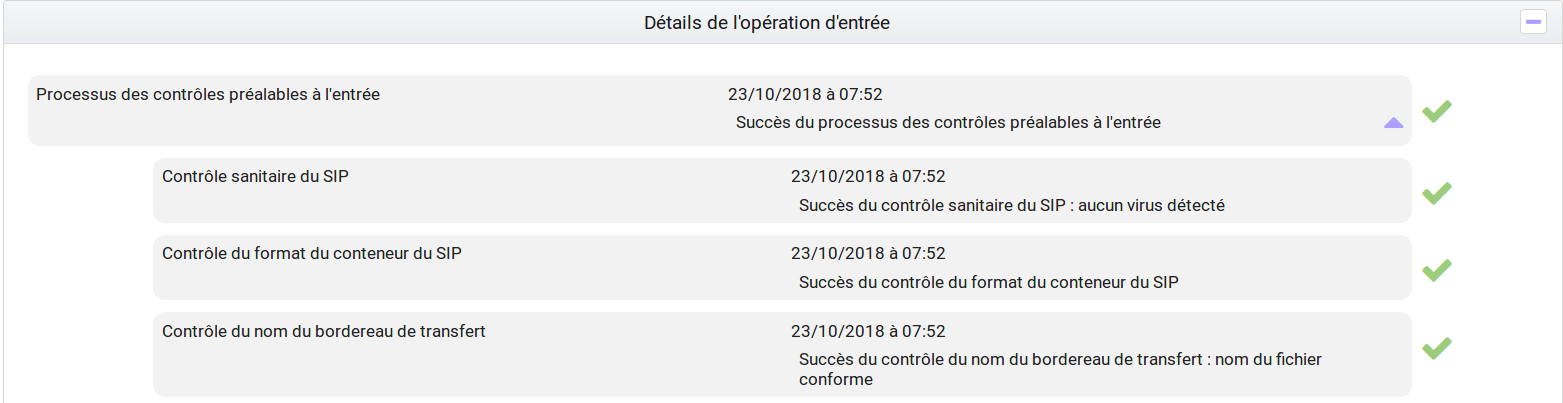 Détails de l'opération d'entrée
Processus des contrôles préalables à l'entrée
23/10/2018 à 07:52
Succès du processus des contrôles préalables à l'entrée
Contrôle sanitaire du SIP
23/10/2018 à 07:52
Succès du contrôle sanitaire du SIP : aucun virus détecté
Contrôle du format du conteneur du SIP
23/10/2018 à 07:52
Succès du contrôle du format du conteneur du SIP
Contrôle du nom du bordereau de transfert
23/10/2018 à 07:52
Succès du contrôle du nom du bordereau de transfert : nom du fichier
conforme